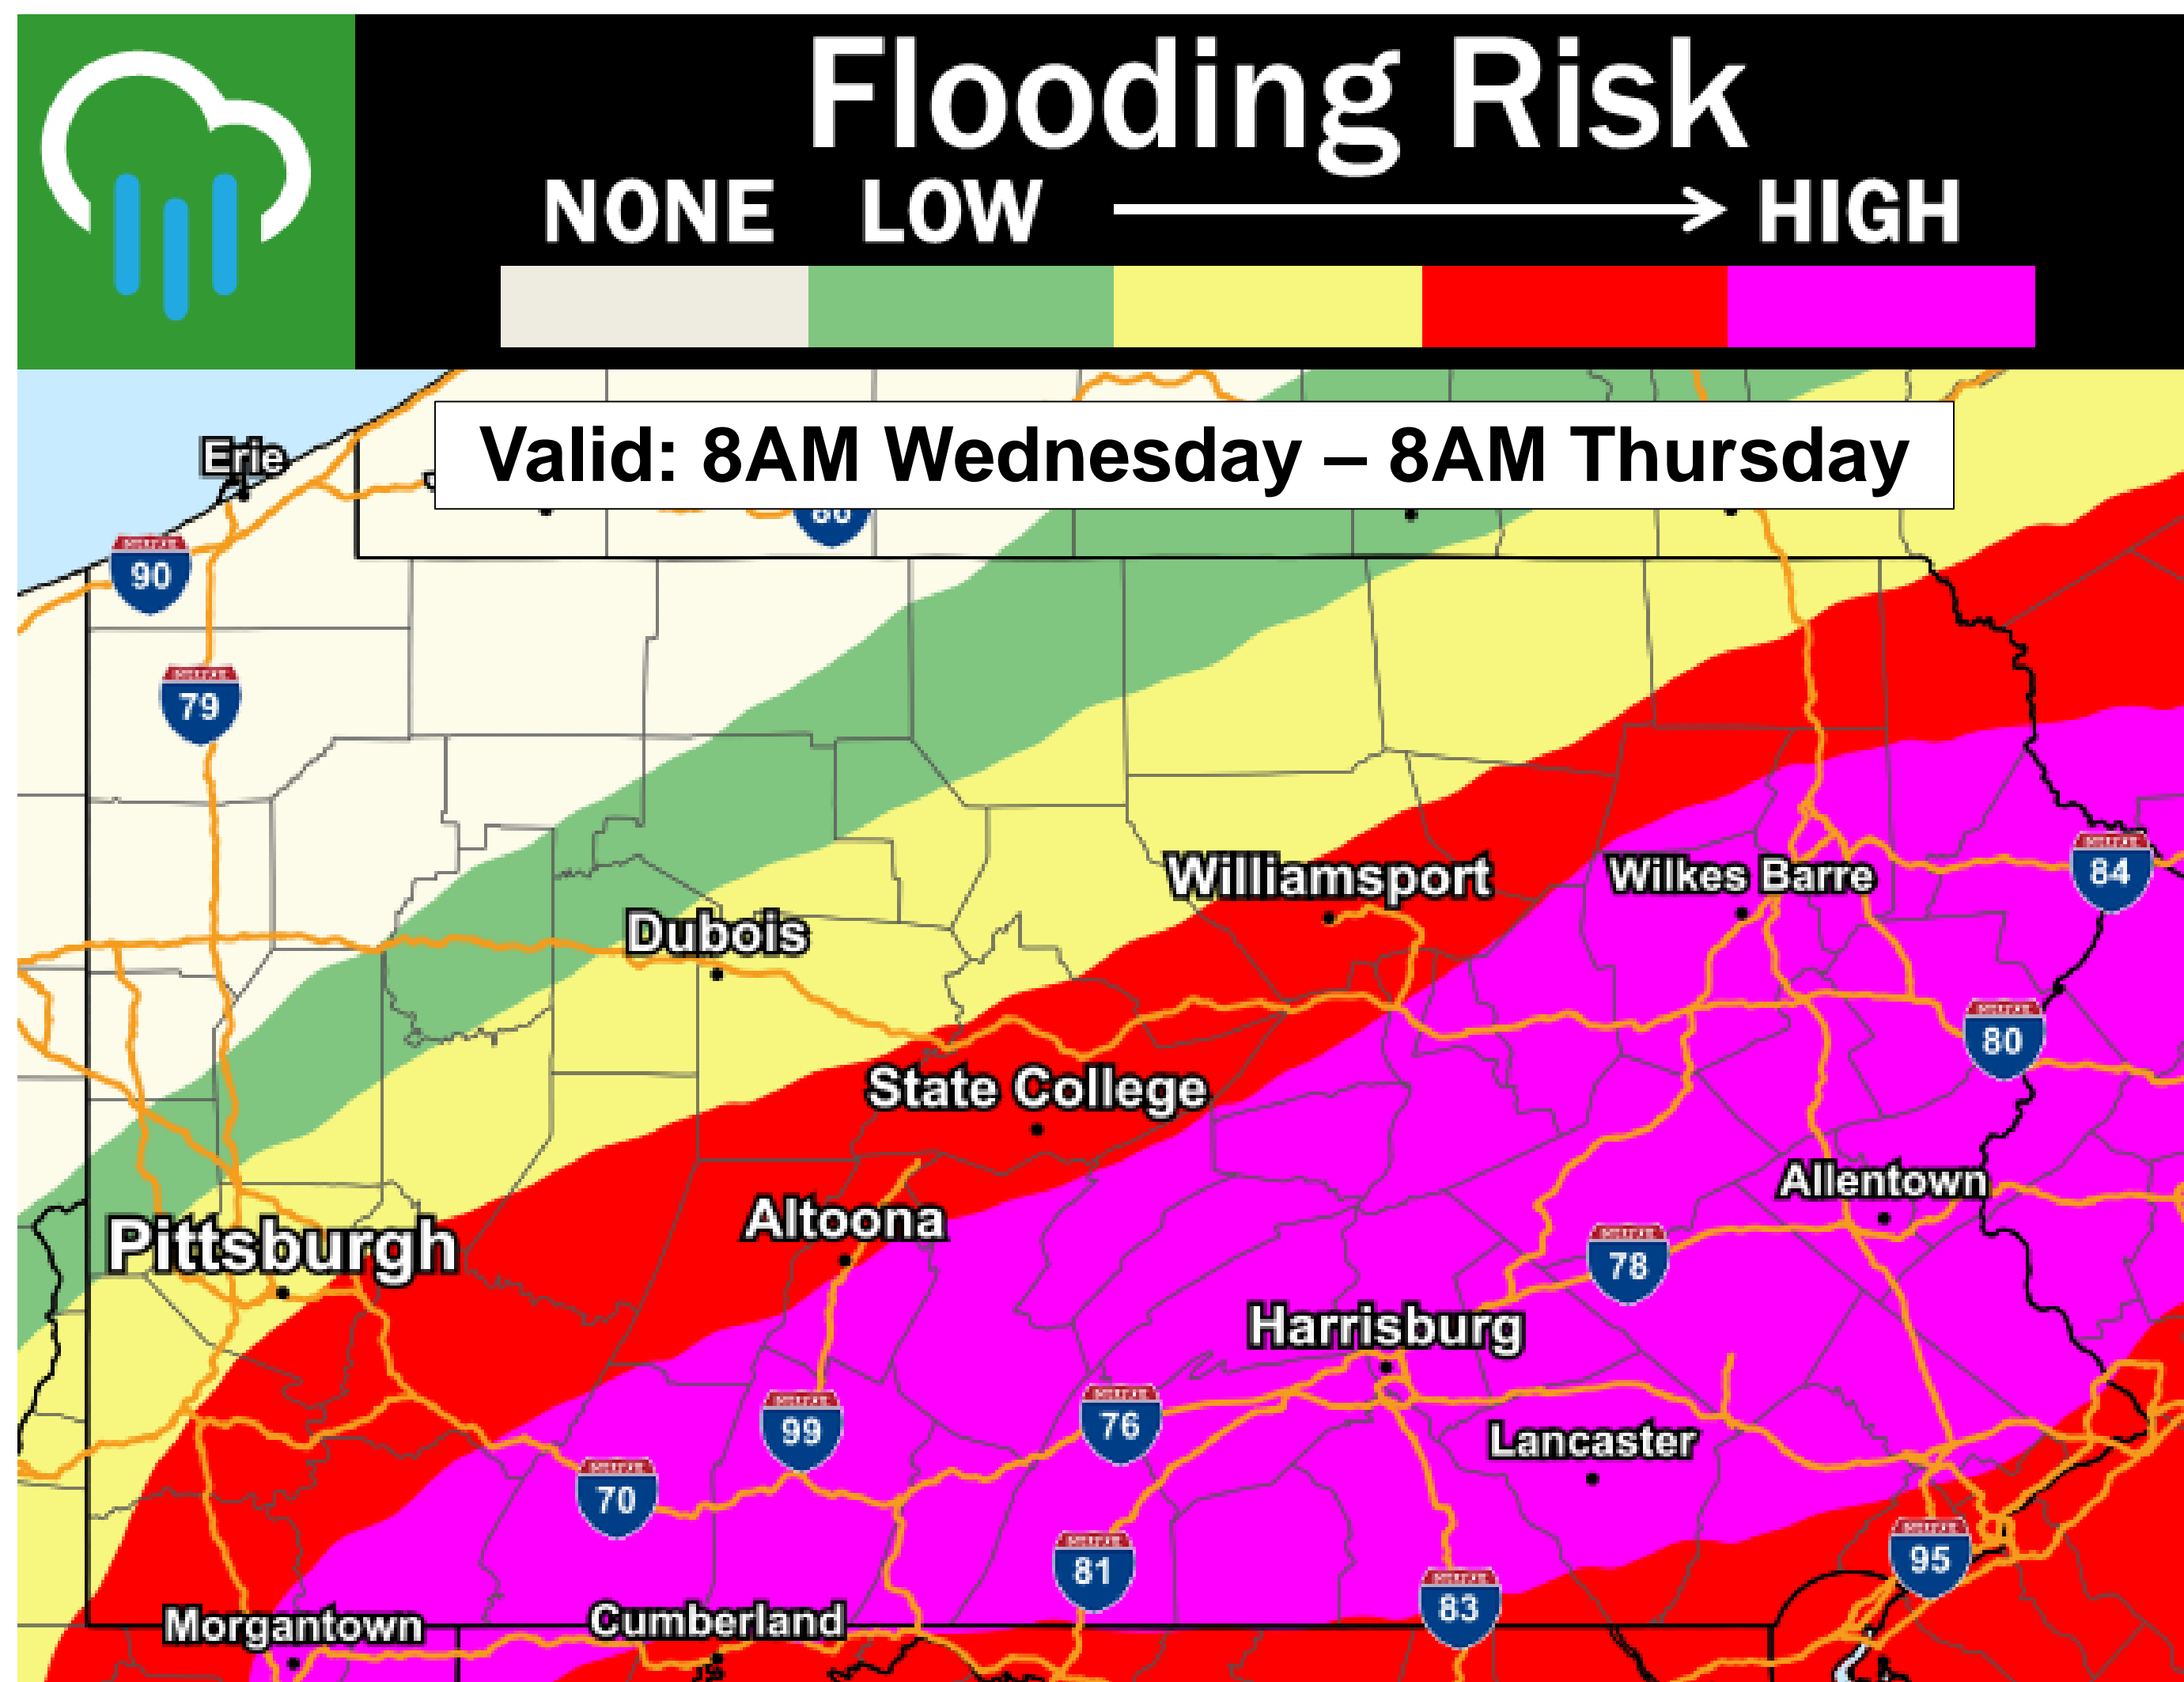 Flooding Risk
NONE LOW HIGH
Valid: 8AM Wednesday – 8AM Thursday
Erie
90
79
Williamsport
Wilkes Barre
84
Dubois
80
State College
Allentown
Altoona
Pittsburgh
78
Harrisburg
99
76
Lancaster
70
81
95
83
Morgantown
Cumberland